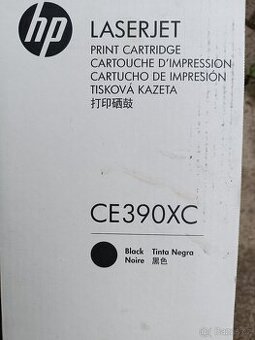 hp
LASERJET
PRINT CARTRIDGE
CARTOUCHE D'IMPRESSION
CARTUCHO DE IMPRESIÓN
TISKOVÁ KAZETA
打印硒鼓
CE390XC
Black Tinta Negra
Noire 黑色